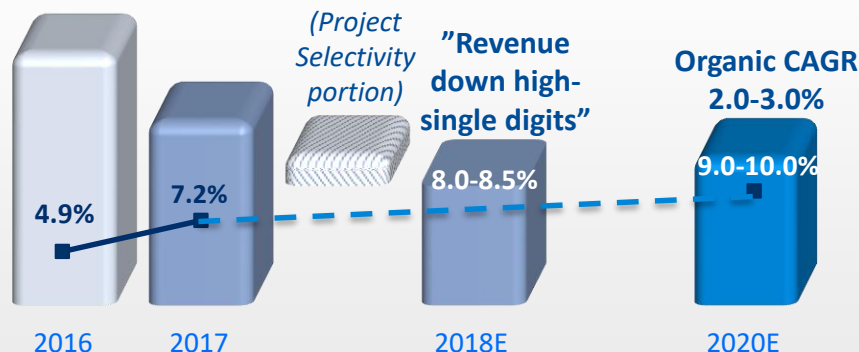 (Project
Selectivity
portion)
”Revenue
down high-
single digits”
Organic CAGR
2.0-3.0%
4.9%
7.2%
8.0-8.5%
9.0-10.0%
2016
2017
2018E
2020E